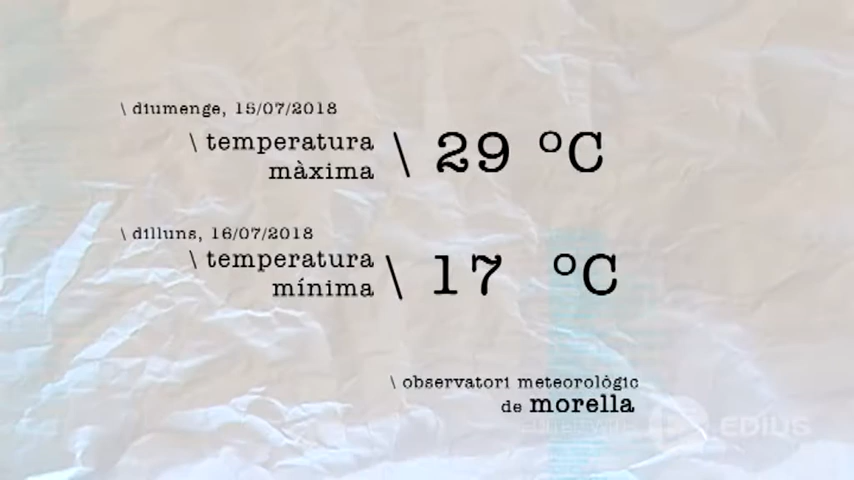 \ diumenge, 15/07/2018
\ temperatura
màxima
\ 29 ºC
\ dilluns, 16/07/2018
\ temperatura
mínima
\ 17 ºC
\ observatori meteorològic
de morella
EDIUS